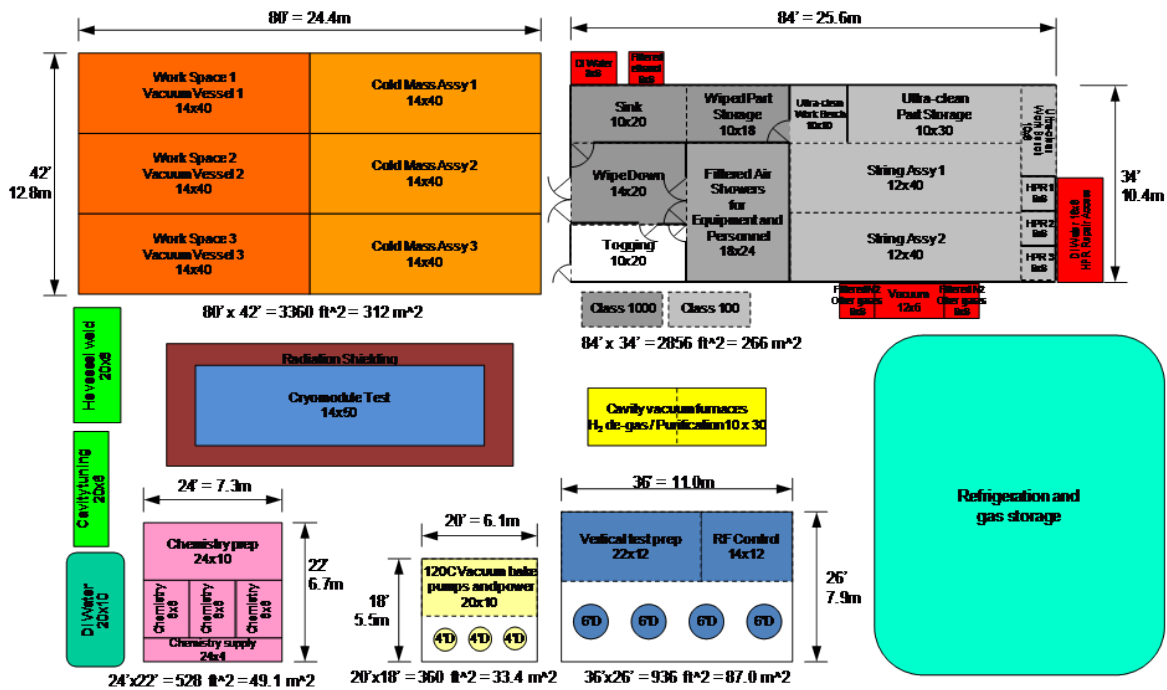 80' = 24.4m
84' = 25.6m
42'
12.8m
Work Space 1
Vacuum Vessel 1
14x40
Cold Mass Assy 1
14x40
Work Space 2
Vacuum Vessel 2
14x40
Cold Mass Assy 2
14x40
Work Space 3
Vacuum Vessel 3
14x40
Cold Mass Assy 3
14x40
80' x 42' = 3360 ft^2 = 312 m^2
DI Water
Filtered
Sink
10x20
Wiped Part
Storage
10x18
Ultra-clean
Work Bench
10x10
Ultra-clean
Part Storage
10x30
Ultra-clean
Work Bench
Wipe Down
14x20
Filtered Air
Showers
for
Equipment and
Personnel
18x24
String Assy 1
12x40
String Assy 2
12x40
Togging
10x20
HPR 1
HPR 2
HPR 3
DI Water 18x8
HPR Repair Access
34'
10.4m
Class 1000
Class 100
Filtered N2
Other gases
Vacuum
12x6
Filtered N2
Other gases
84' x 34' = 2856 ft^2 = 266 m^2
He vessel weld
20x8
Radiation Shielding
Cryomodule Test
14x50
Cavity vacuum furnaces
H2 de-gas / Purification 10 x 30
Refrigeration and
gas storage
Cavity tuning
20x8
DI Water
20x10
24' = 7.3m
Chemistry prep
24x10
Chemistry
8x8
Chemistry
8x8
Chemistry
8x8
Chemistry supply
24x4
22'
6.7m
24'x22' = 528 ft^2 = 49.1 m^2
20' = 6.1m
120C Vacuum bake
pumps and power
20x10
4'D
4'D
4'D
18'
5.5m
20'x18' = 360 ft^2 = 33.4 m^2
36' = 11.0m
Vertical test prep
22x12
RF Control
14x12
6'D
6'D
6'D
6'D
26'
7.9m
36'x26' = 936 ft^2 = 87.0 m^2